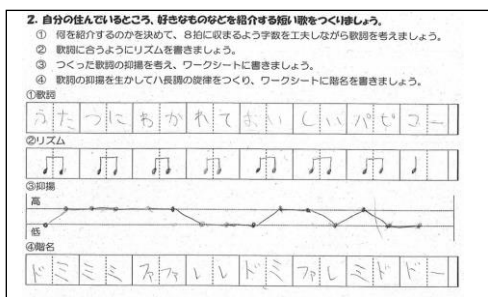 2. 自分の住んでいるところ、好きなものなどを紹介する短い歌をつくりましょう。
① 何を紹介するのかを決めて、8拍に収まるよう字数を工夫しながら歌詞を考えましょう。
② 歌詞に合うようにリズムを書きましょう。
③ つくった歌詞の抑揚を考え、ワークシートに書きましょう。
④ 歌詞の抑揚を生かしてハ長調の旋律をつくり、ワークシートに階名を書きましょう。
①歌詞
ふたつにわかれておいしいパピコー
②リズム
③抑揚
高
低
④階名
ドミミミファファレレドミファレミドドー